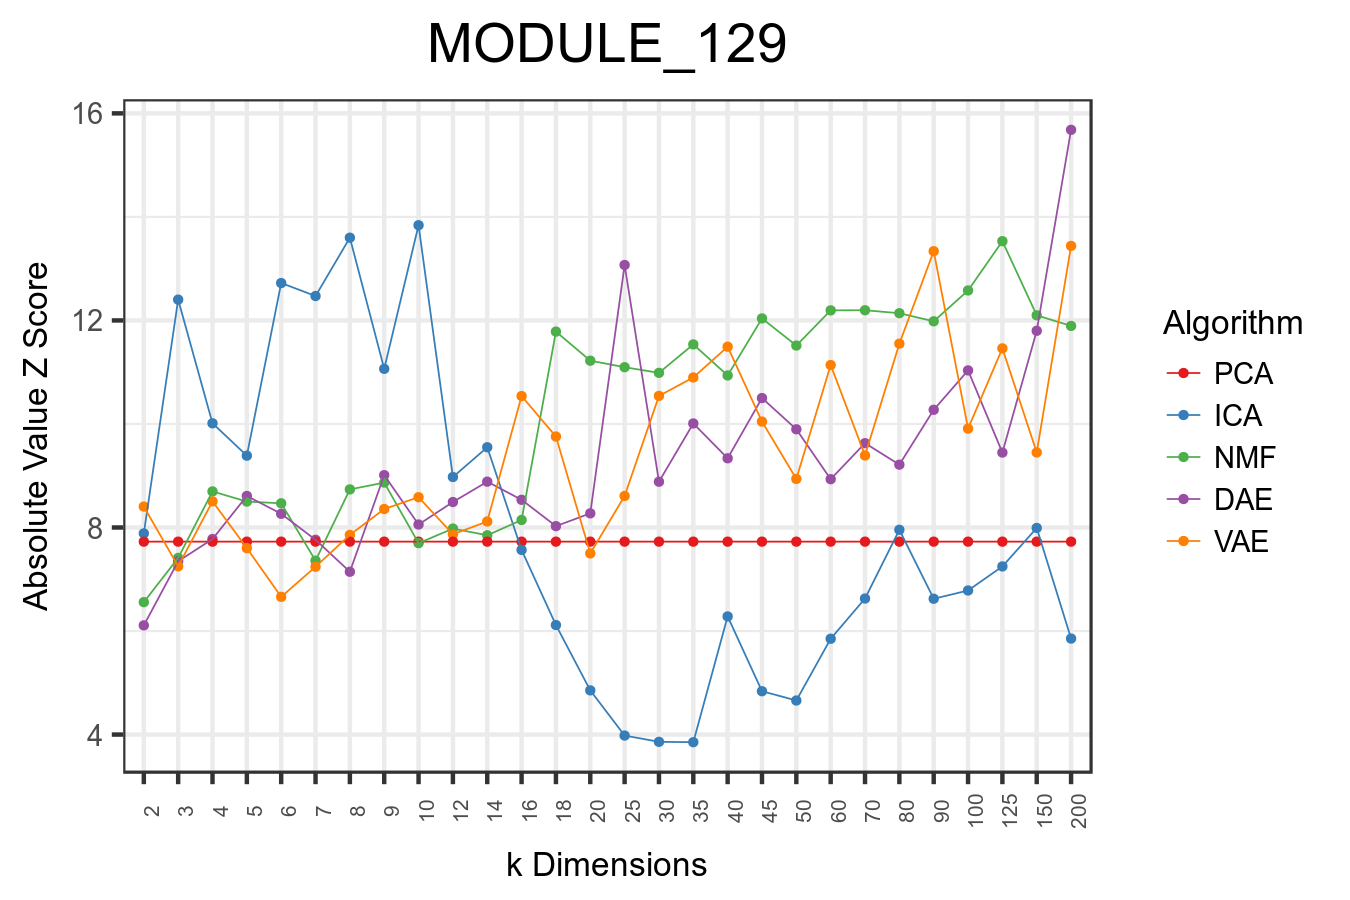 MODULE_129
Absolute Value Z Score
16
12
8
4
2 3 4 5 6 7 8 9 10 12 14 16 18 20 25 30 35 40 45 50 60 70 80 90 100 125 150 200
k Dimensions
Algorithm
PCA
ICA
NMF
DAE
VAE